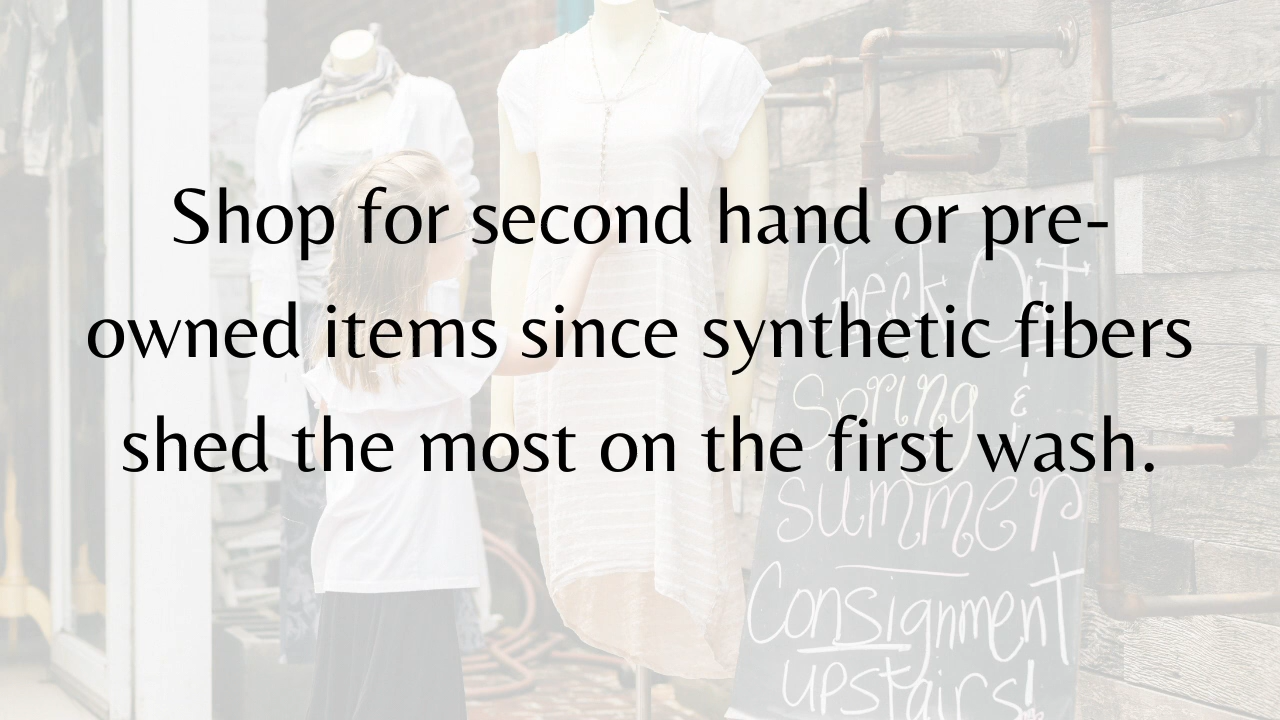 Shop for second hand or pre-
owned items since synthetic fibers
shed the most on the first wash.
Check Out
Spring &
summer
Consignment
upstairs!